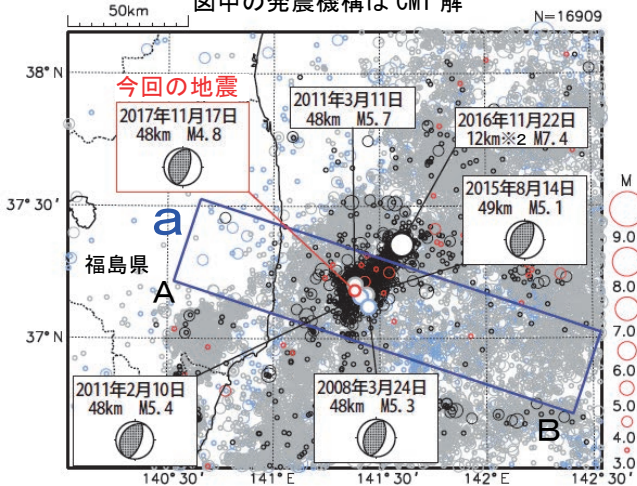 図中の発震機構は CMT 解
50km
N=16909
38° N
今回の地震
2017年11月17日
48km M4.8
2011年3月11日
48km M5.7
2016年11月22日
12km※2 M7.4
2015年8月14日
49km M5.1
M
37°30′
a
9.0
福島県
A
8.0
7.0
37° N
6.0
2011年2月10日
48km M5.4
2008年3月24日
48km M5.3
5.0
B
4.0
3.0
140°30′
141°E
141°30′
142°E
142°30′